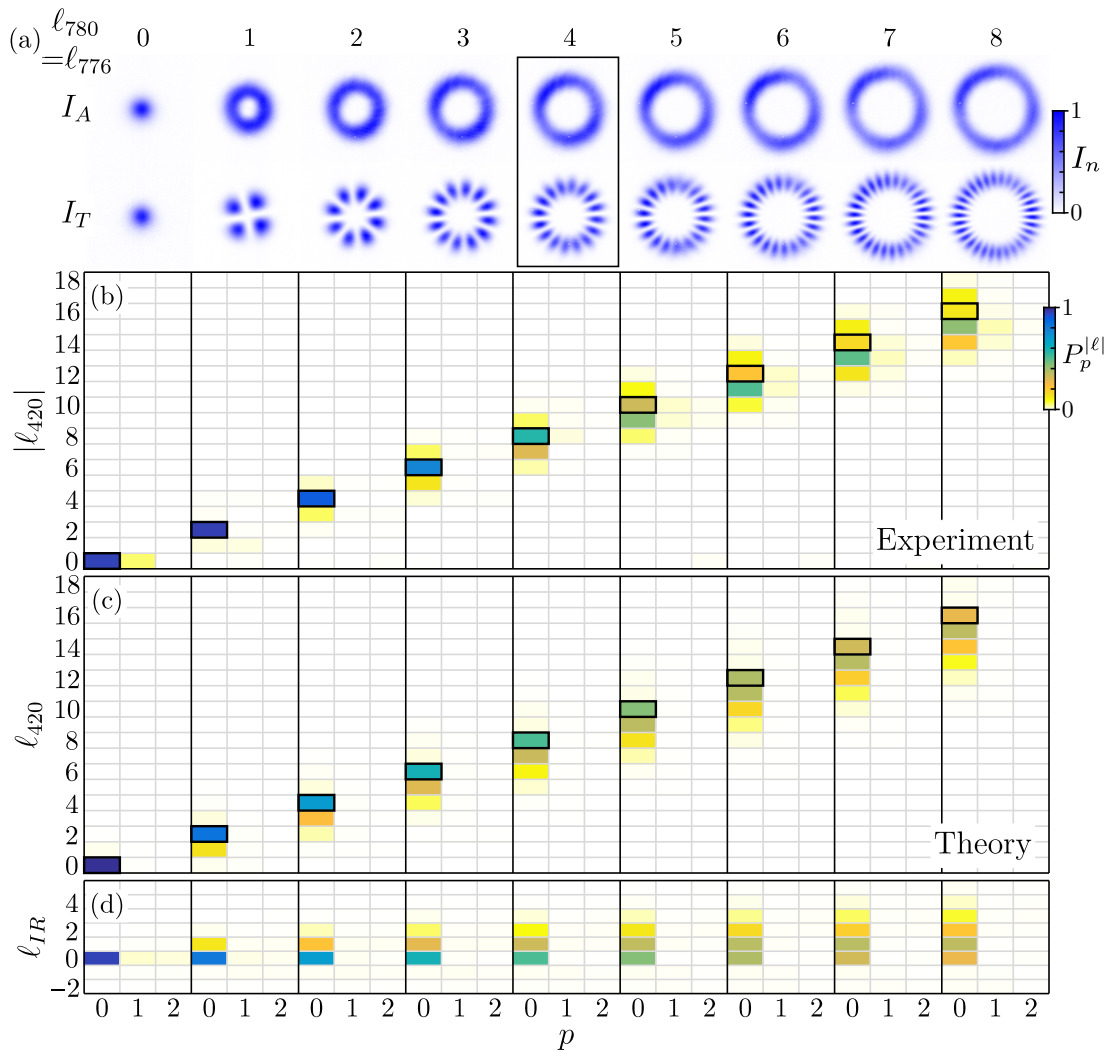 (a) ℓ780 0 1 2 3 4 5 6 7 8
=ℓ776
I_A
1
I_n
0
I_T
(b) 18
16
14
12
10
8
6
4
2
0
|ℓ420|
1
P_p^|ℓ|
0
Experiment
(c) 18
16
14
12
10
8
6
4
2
0
ℓ420
Theory
(d) 4
2
0
−2
ℓ_IR
0 1 2 0 1 2 0 1 2 0 1 2 0 1 2 0 1 2 0 1 2 0 1 2 0 1 2
p